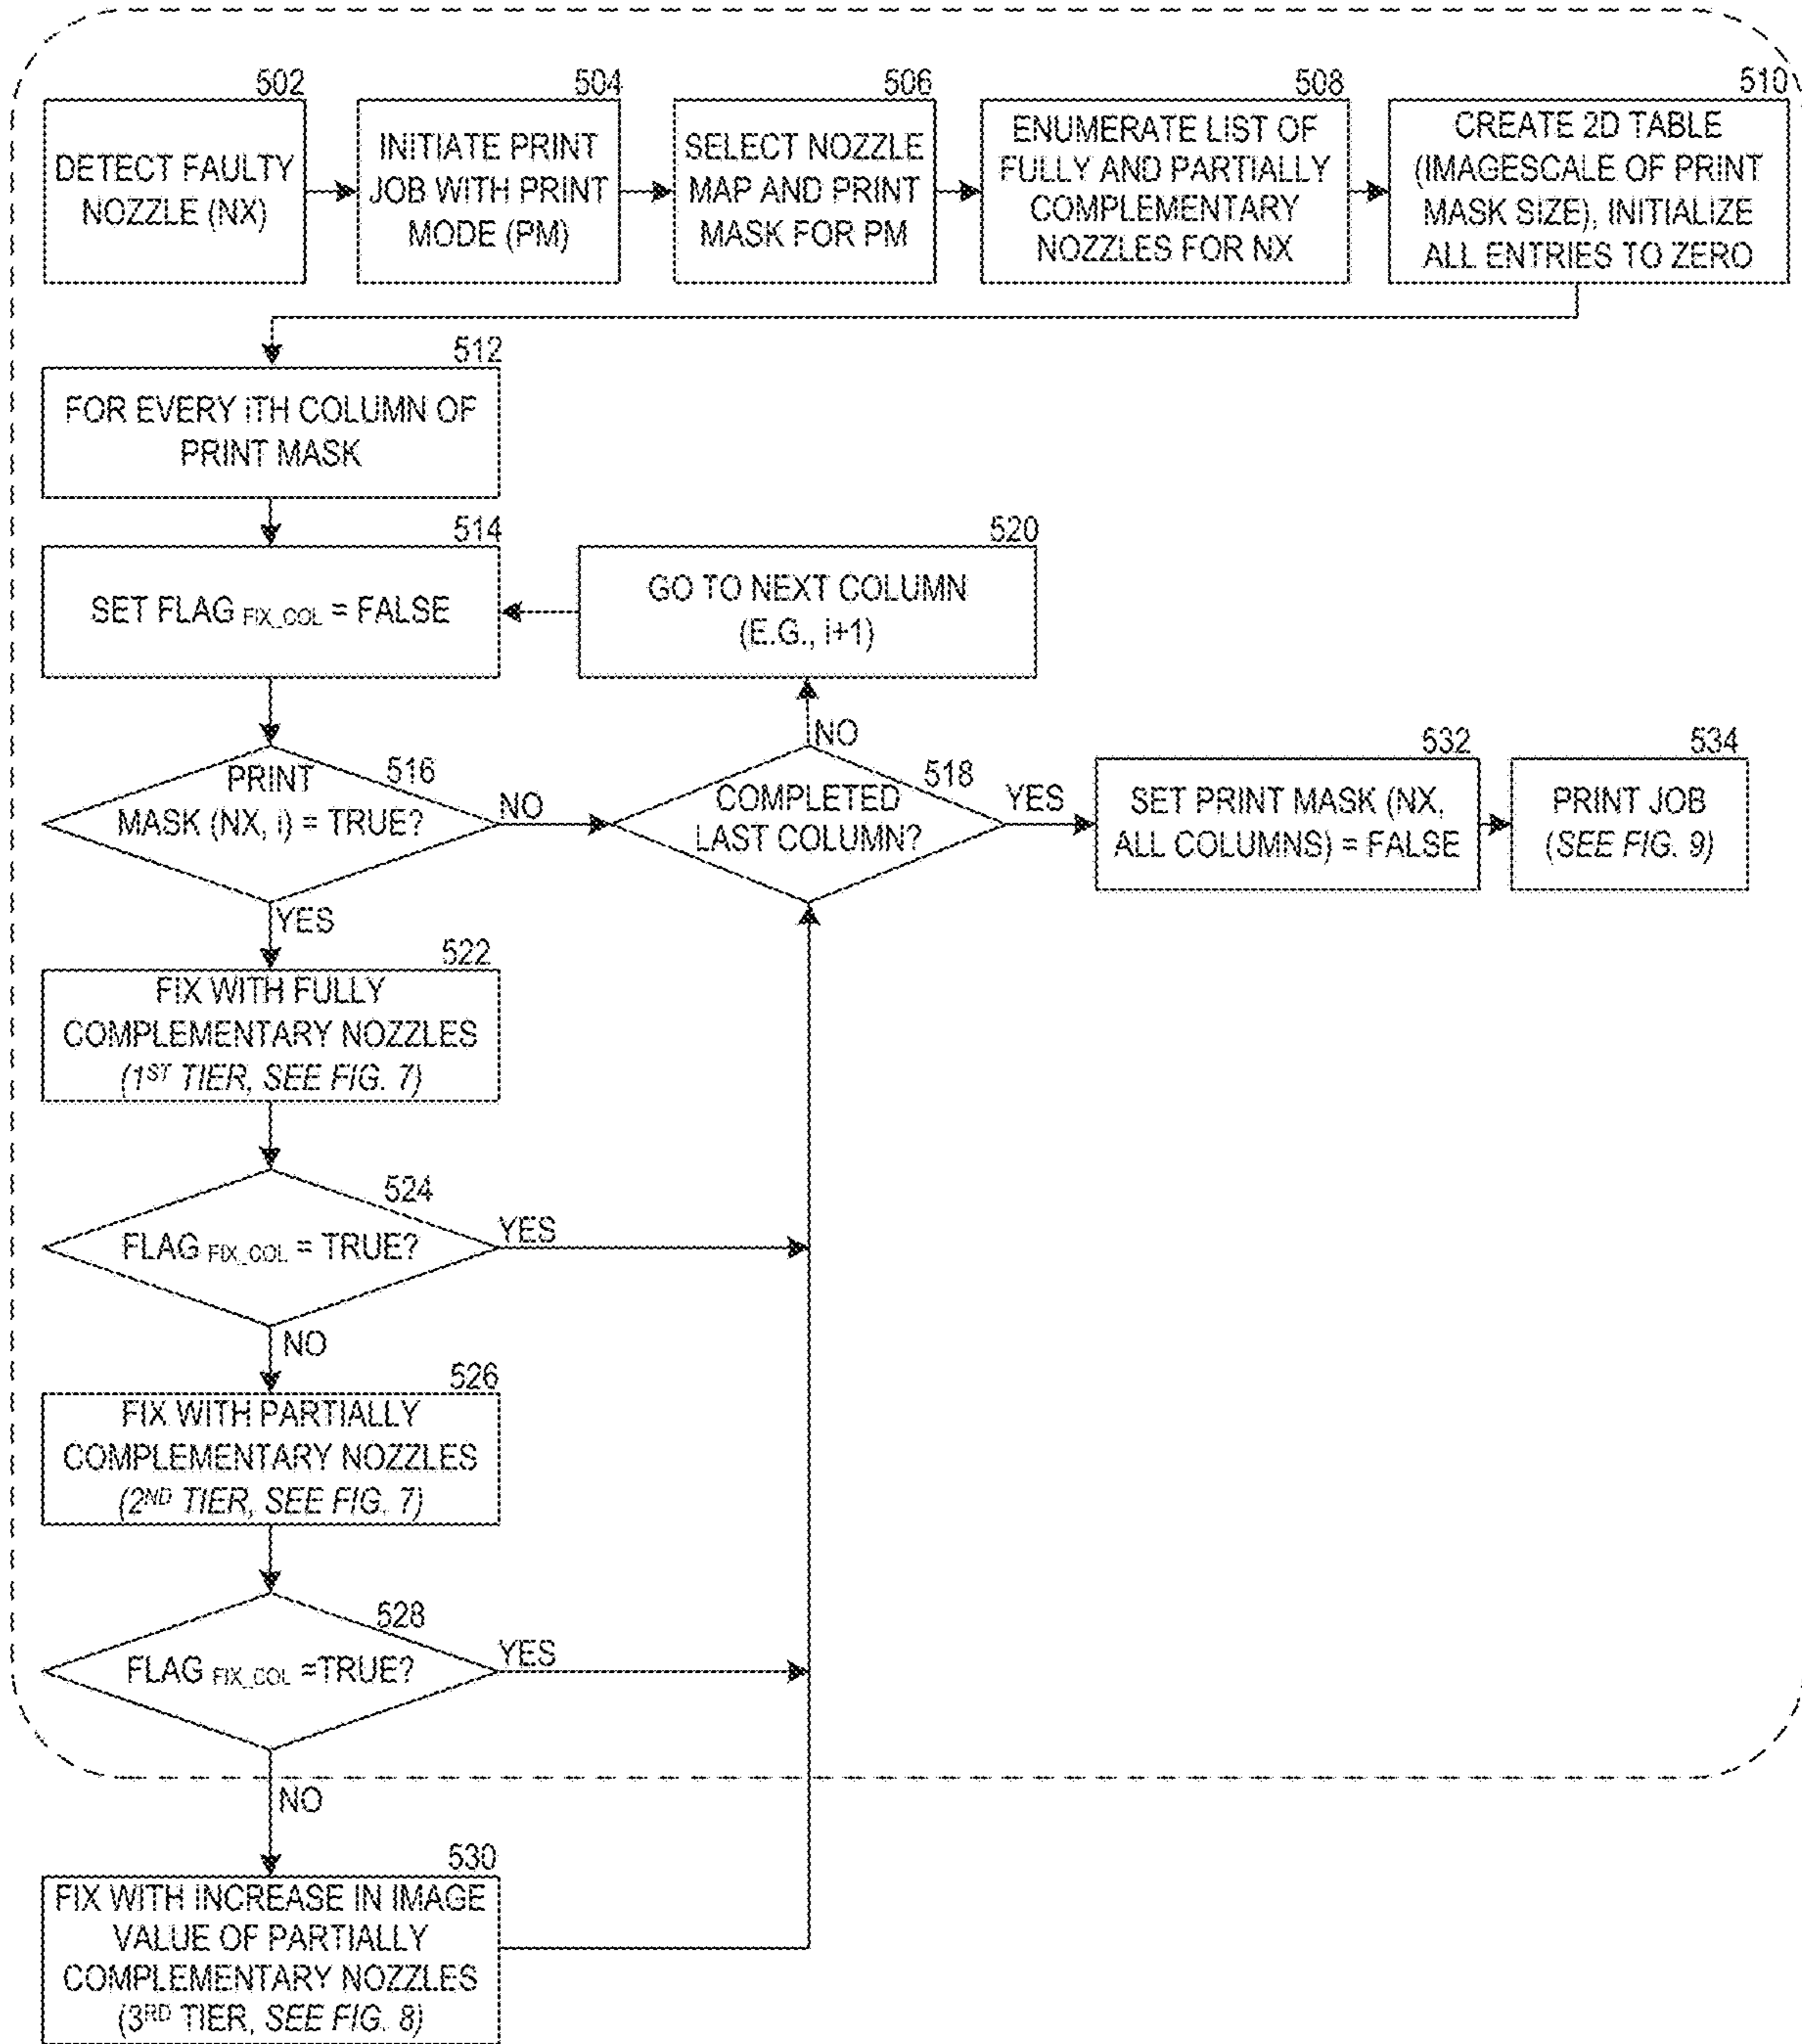 502
DETECT FAULTY
NOZZLE (NX)
504
INITIATE PRINT
JOB WITH PRINT
MODE (PM)
506
SELECT NOZZLE
MAP AND PRINT
MASK FOR PM
508
ENUMERATE LIST OF
FULLY AND PARTIALLY
COMPLEMENTARY
NOZZLES FOR NX
510
CREATE 2D TABLE
(IMAGESCALE OF PRINT
MASK SIZE), INITIALIZE
ALL ENTRIES TO ZERO
512
FOR EVERY iTH COLUMN OF
PRINT MASK
514
SET FLAG FIX_COL = FALSE
520
GO TO NEXT COLUMN
(E.G., i+1)
516
PRINT
MASK (NX, i) = TRUE?
NO
YES
518
COMPLETED
LAST COLUMN?
NO
YES
532
SET PRINT MASK (NX,
ALL COLUMNS) = FALSE
534
PRINT JOB
(SEE FIG. 9)
522
FIX WITH FULLY
COMPLEMENTARY NOZZLES
(1ST TIER, SEE FIG. 7)
524
FLAG FIX_COL = TRUE?
YES
NO
526
FIX WITH PARTIALLY
COMPLEMENTARY NOZZLES
(2ND TIER, SEE FIG. 7)
528
FLAG FIX_COL =TRUE?
YES
NO
530
FIX WITH INCREASE IN IMAGE
VALUE OF PARTIALLY
COMPLEMENTARY NOZZLES
(3RD TIER, SEE FIG. 8)